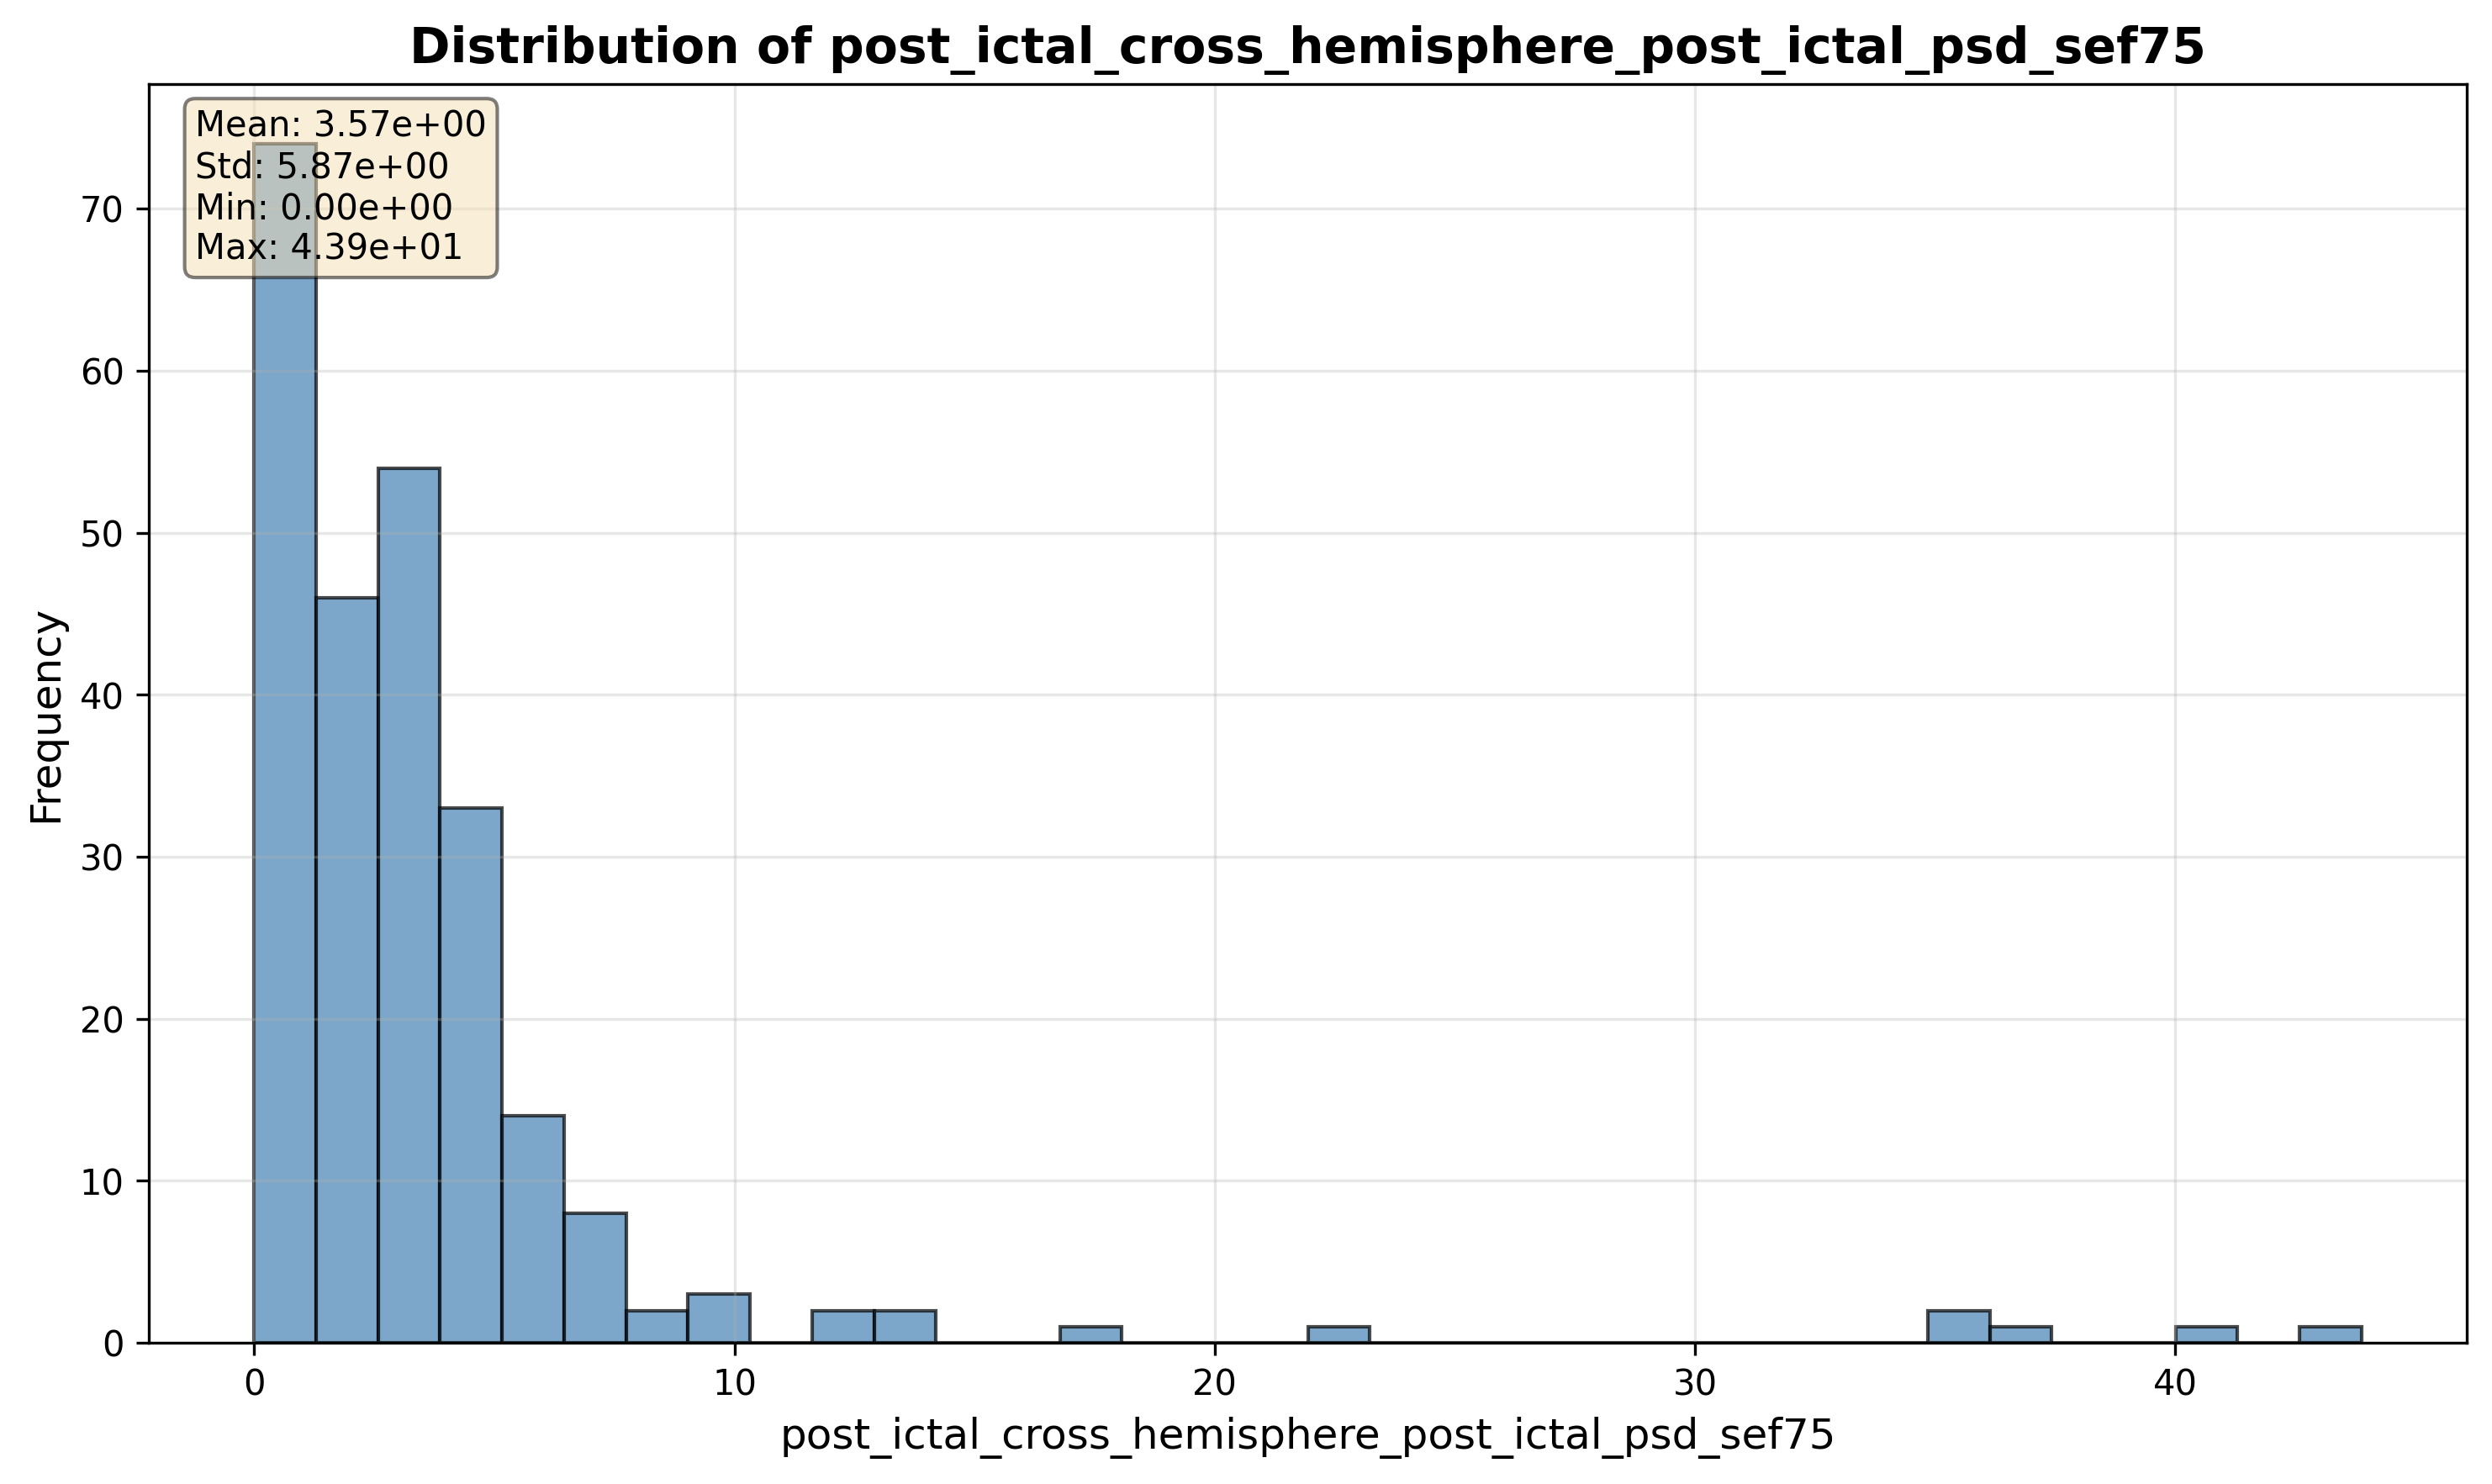 Distribution of post_ictal_cross_hemisphere_post_ictal_psd_sef75
Mean: 3.57e+00
Std: 5.87e+00
Min: 0.00e+00
Max: 4.39e+01
Frequency
70
60
50
40
30
20
10
0
0 10 20 30 40
post_ictal_cross_hemisphere_post_ictal_psd_sef75